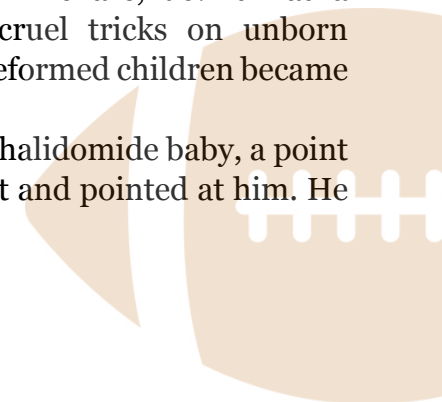 cruel tricks on unborn
eformed children became
halidomide baby, a point
t and pointed at him. He